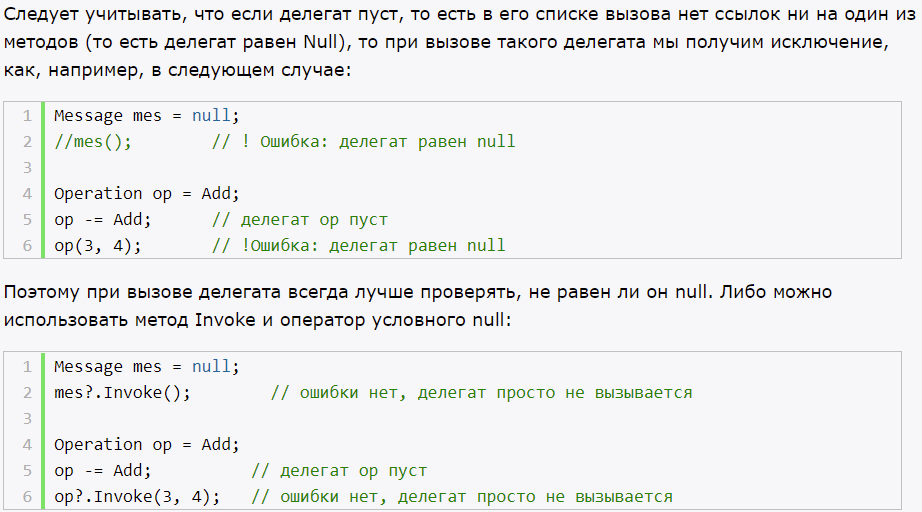 Следует учитывать, что если делегат пуст, то есть в его списке вызова нет ссылок ни на один из
методов (то есть делегат равен Null), то при вызове такого делегата мы получим исключение,
как, например, в следующем случае:
1 Message mes = null;
2 //mes();        // ! Ошибка: делегат равен null
3
4 Operation op = Add;
5 op -= Add;      // делегат op пуст
6 op(3, 4);       // !Ошибка: делегат равен null
Поэтому при вызове делегата всегда лучше проверять, не равен ли он null. Либо можно
использовать метод Invoke и оператор условного null:
1 Message mes = null;
2 mes?.Invoke();        // ошибки нет, делегат просто не вызывается
3
4 Operation op = Add;
5 op -= Add;          // делегат op пуст
6 op?.Invoke(3, 4);   // ошибки нет, делегат просто не вызывается